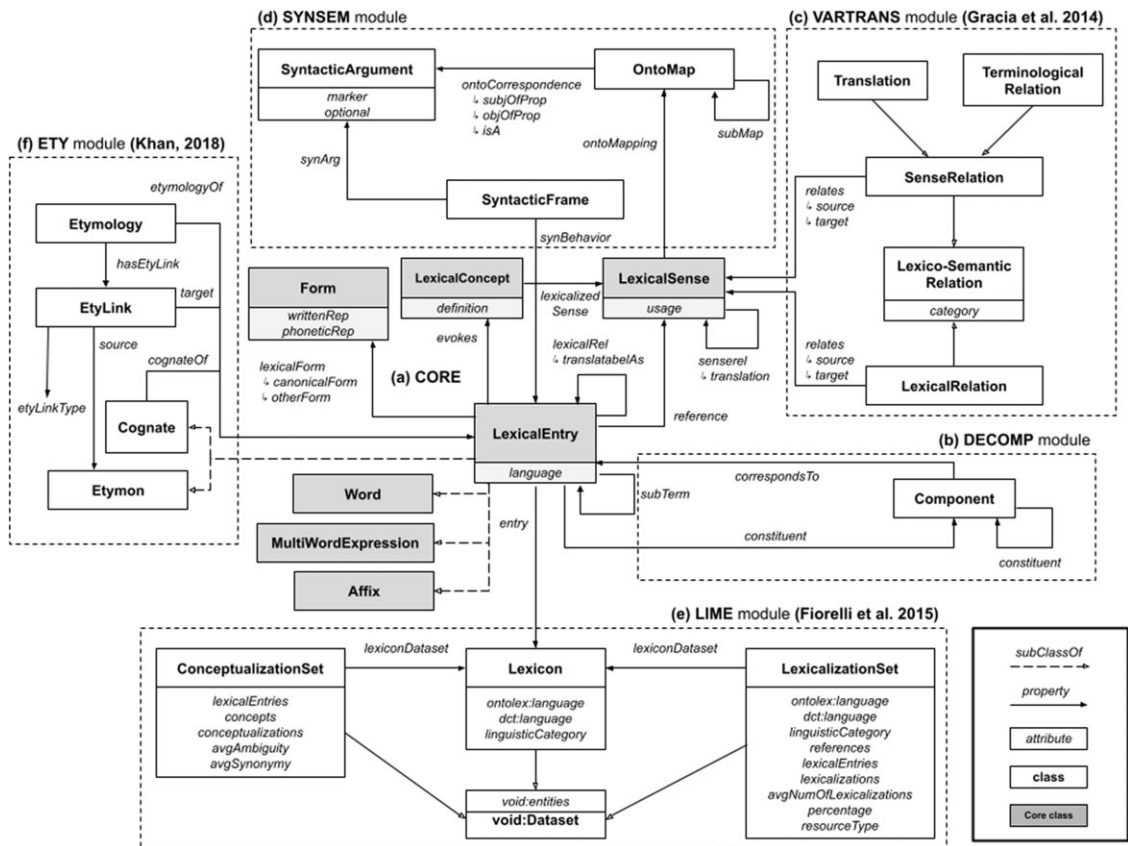 (d) SYNSEM module
(c) VARTRANS module (Gracia et al. 2014)
SyntacticArgument
marker
optional
ontoCorrespondence
↳ subjOfProp
↳ objOfProp
↳ isA
OntoMap
subMap
ontoMapping
synArg
SyntacticFrame
synBehavior
Translation
Terminological
Relation
SenseRelation
relates
↳ source
↳ target
Lexico-Semantic
Relation
category
relates
↳ source
↳ target
LexicalRelation
(f) ETY module (Khan, 2018)
etymologyOf
Etymology
hasEtyLink
target
EtyLink
source
cognateOf
etyLinkType
Cognate
Etymon
Form
writtenRep
phoneticRep
LexicalConcept
definition
lexicalized
Sense
LexicalSense
usage
evokes
lexicalRel
↳ translatabelAs
senserel
↳ translation
lexicalForm
↳ canonicalForm
↳ otherForm
(a) CORE
reference
LexicalEntry
language
subTerm
entry
Word
MultiWordExpression
Affix
(b) DECOMP module
correspondsTo
Component
constituent
constituent
(e) LIME module (Fiorelli et al. 2015)
ConceptualizationSet
lexicalEntries
concepts
conceptualizations
avgAmbiguity
avgSynonymy
lexiconDataset
Lexicon
ontolex:language
dct:language
linguisticCategory
lexiconDataset
LexicalizationSet
ontolex:language
dct:language
linguisticCategory
references
lexicalEntries
lexicalizations
avgNumOfLexicalizations
percentage
resourceType
void:entities
void:Dataset
subClassOf
property
attribute
class
Core class